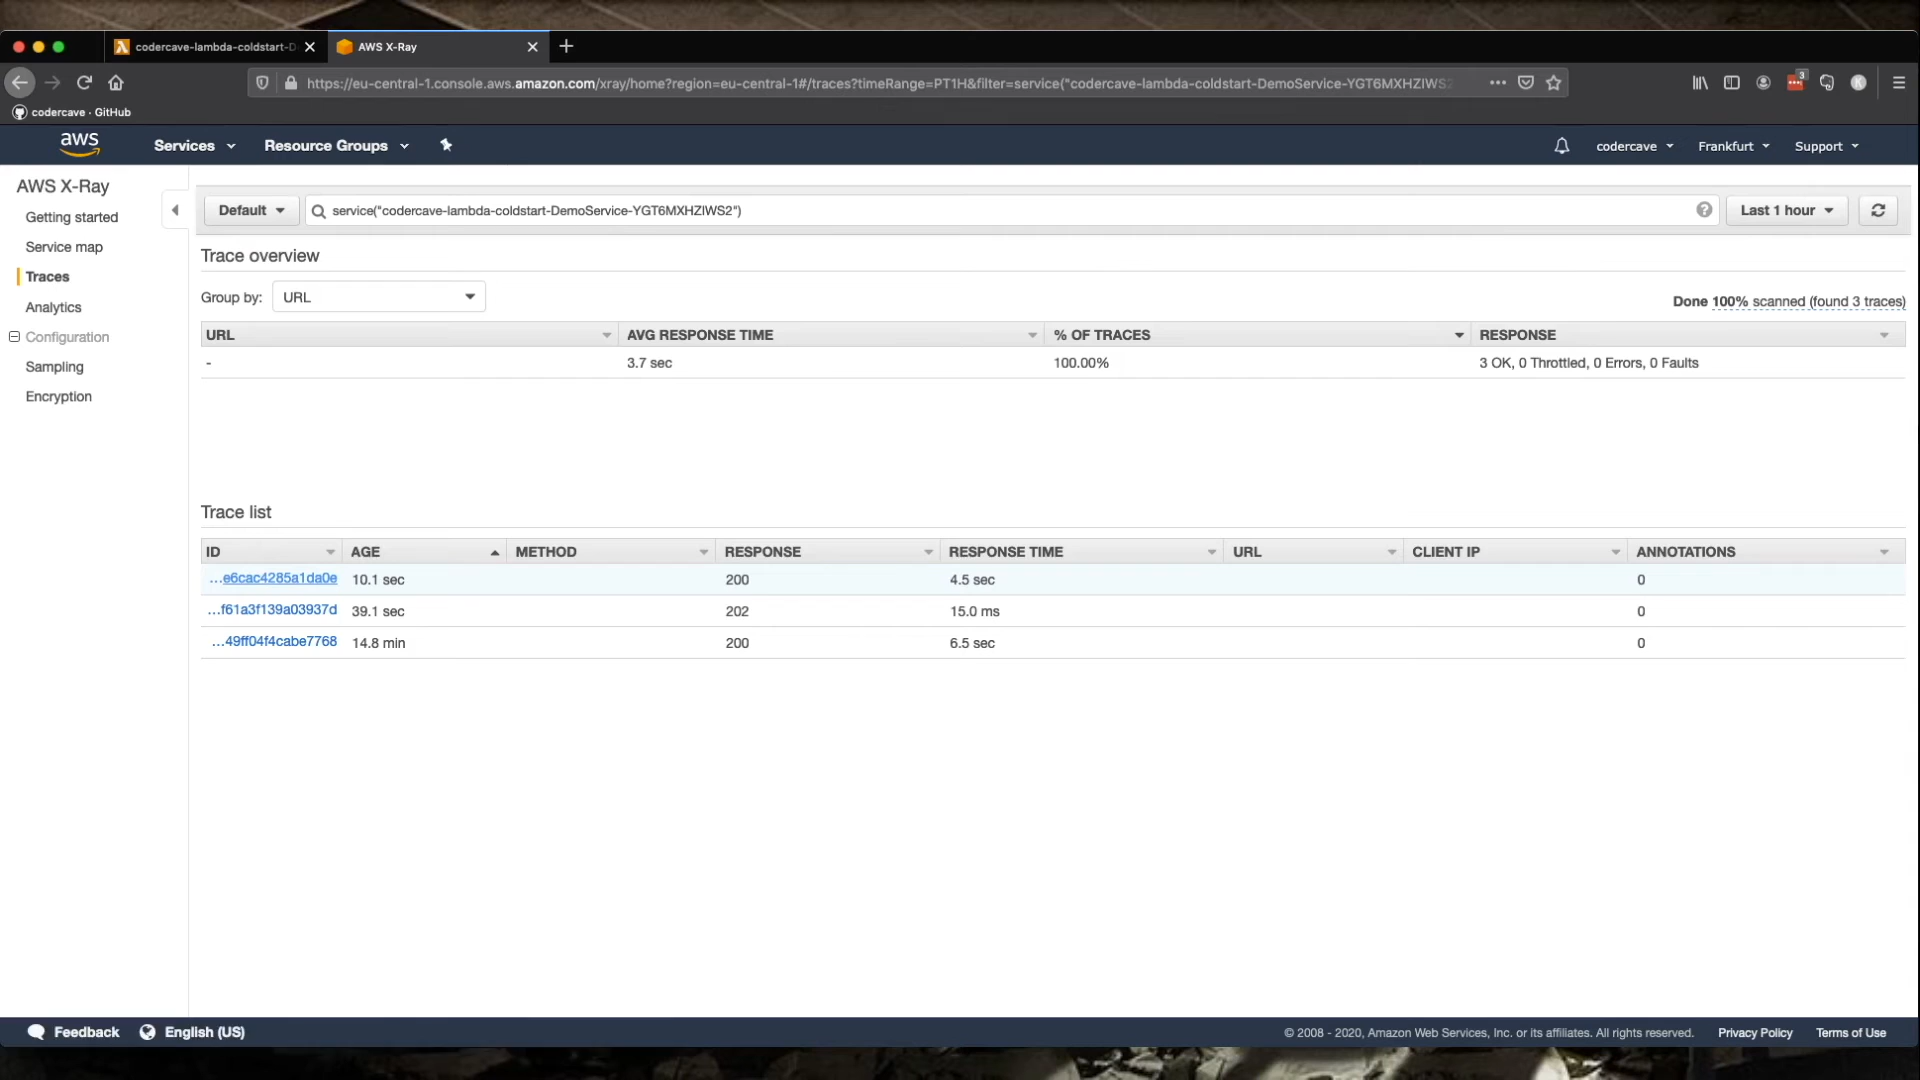 codercave-lambda-coldstart-D
AWS X-Ray
https://eu-central-1.console.aws.amazon.com/xray/home?region=eu-central-1#/traces?timeRange=PT1H&filter=service("codercave-lambda-coldstart-DemoService-YGT6MXHZIWS2
3
K
codercave - GitHub
aws
Services
Resource Groups
codercave
Frankfurt
Support
AWS X-Ray
Getting started
Service map
Traces
Analytics
Configuration
Sampling
Encryption
Default
service("codercave-lambda-coldstart-DemoService-YGT6MXHZIWS2")
Last 1 hour
Trace overview
Group by: URL
Done 100% scanned (found 3 traces)
URL AVG RESPONSE TIME % OF TRACES RESPONSE
- 3.7 sec 100.00% 3 OK, 0 Throttled, 0 Errors, 0 Faults
Trace list
ID AGE METHOD RESPONSE RESPONSE TIME URL CLIENT IP ANNOTATIONS
...e6cac4285a1da0e 10.1 sec 200 4.5 sec 0
...f61a3f139a03937d 39.1 sec 202 15.0 ms 0
...49ff04f4cabe7768 14.8 min 200 6.5 sec 0
Feedback
English (US)
© 2008 - 2020, Amazon Web Services, Inc. or its affiliates. All rights reserved.
Privacy Policy
Terms of Use